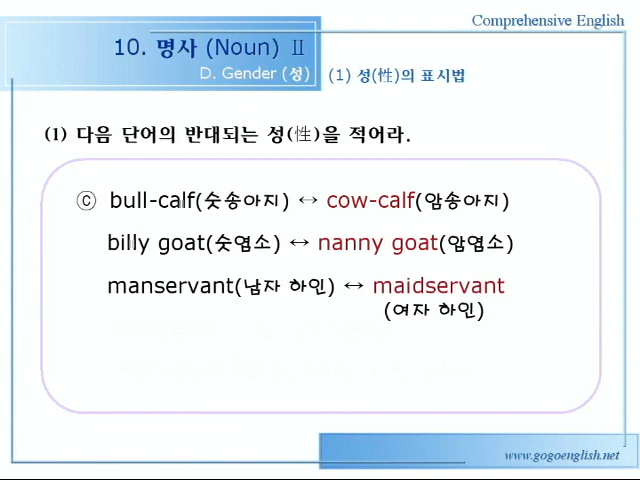 Comprehensive English
10. 명사 (Noun) Ⅱ
D. Gender (성) (1) 성(性)의 표시법
(1) 다음 단어의 반대되는 성(性)을 적어라.
ⓒ bull-calf(숫송아지) ↔ cow-calf(암송아지)
billy goat(숫염소) ↔ nanny goat(암염소)
manservant(남자 하인) ↔ maidservant
(여자 하인)
www.gogoenglish.net